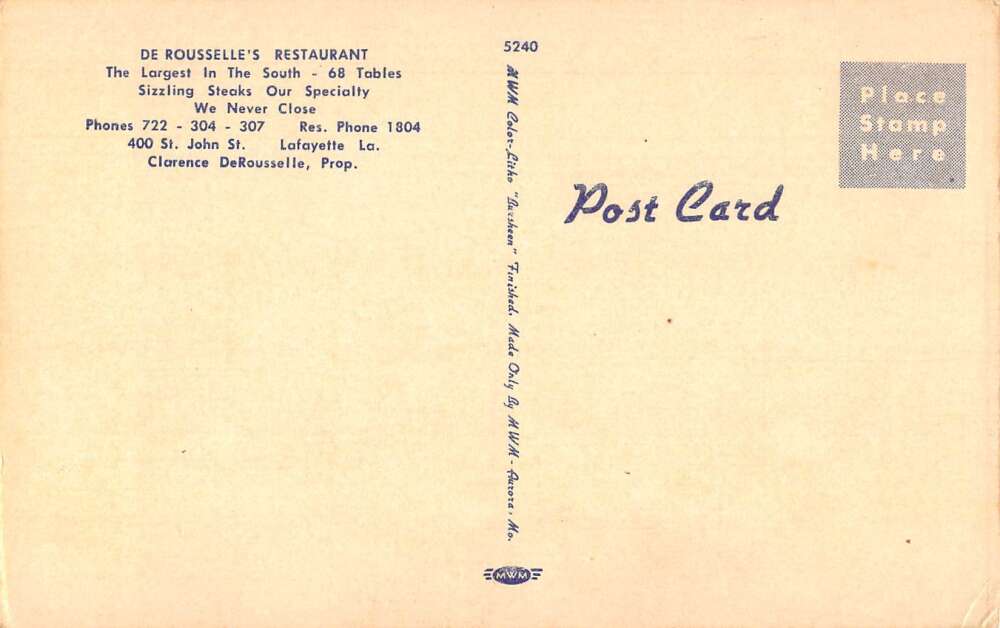 DE ROUSSELLE'S RESTAURANT
The Largest In The South - 68 Tables
Sizzling Steaks Our Specialty
We Never Close
Phones 722 - 304 - 307 Res. Phone 1804
400 St. John St. Lafayette La.
Clarence DeRousselle, Prop.
5240
MWM Color-Litho "Dursheen" Finished. Made Only By MWM - Aurora, Mo.
MWM
Post Card
Place
Stamp
Here